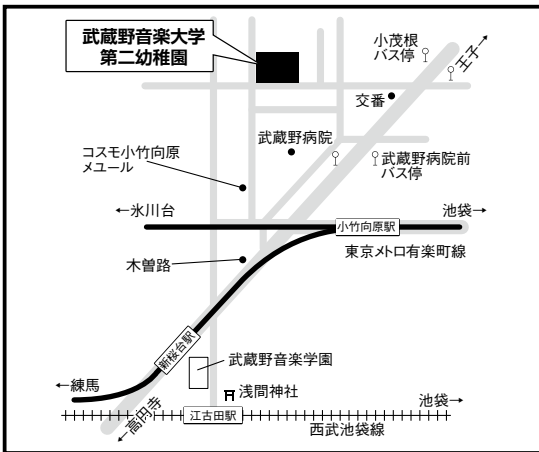 武蔵野音楽大学
第二幼稚園
小茂根
バス停
王子
交番
武蔵野病院
武蔵野病院前
バス停
コスモ小竹向原
メユール
←氷川台
池袋→
小竹向原駅
東京メトロ有楽町線
木曽路
新桜台駅
武蔵野音楽学園
←練馬
浅間神社
池袋→
←高円寺
江古田駅
西武池袋線